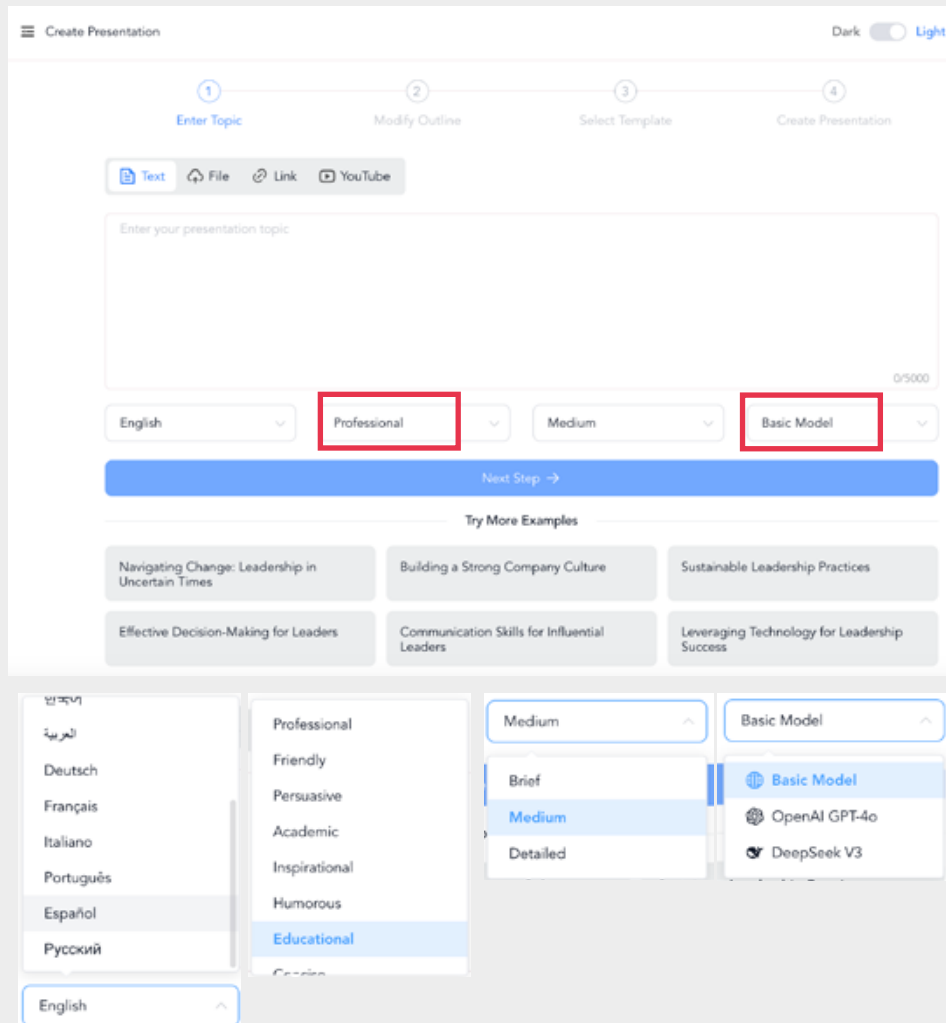 Create Presentation
Dark
Light
1
2
3
4
Enter Topic
Modify Outline
Select Template
Create Presentation
Text
File
Link
YouTube
Enter your presentation topic
0/5000
English
Professional
Medium
Basic Model
Next Step →
Try More Examples
Navigating Change: Leadership in
Uncertain Times
Building a Strong Company Culture
Sustainable Leadership Practices
Effective Decision-Making for Leaders
Communication Skills for Influential
Leaders
Leveraging Technology for Leadership
Success
한국어
العربية
Deutsch
Français
Italiano
Português
Español
Русский
English
Professional
Friendly
Persuasive
Academic
Inspirational
Humorous
Educational
Concise
Medium
Brief
Medium
Detailed
Basic Model
Basic Model
OpenAI GPT-4o
DeepSeek V3